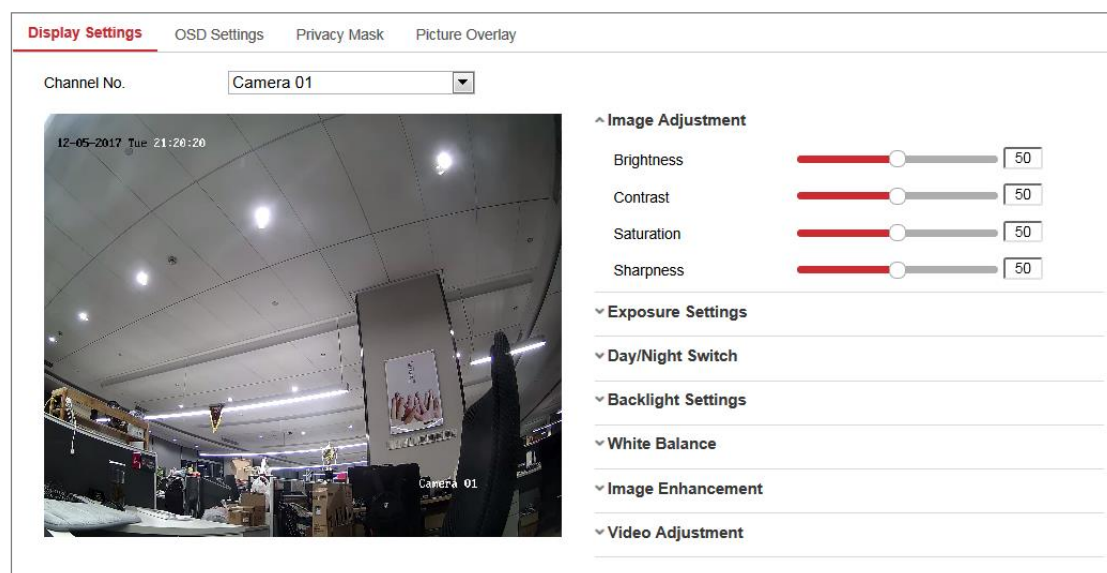 Display Settings OSD Settings Privacy Mask Picture Overlay
Channel No. Camera 01
12-05-2017 Tue 21:20:20
Camera 01
Image Adjustment
Brightness 50
Contrast 50
Saturation 50
Sharpness 50
Exposure Settings
Day/Night Switch
Backlight Settings
White Balance
Image Enhancement
Video Adjustment